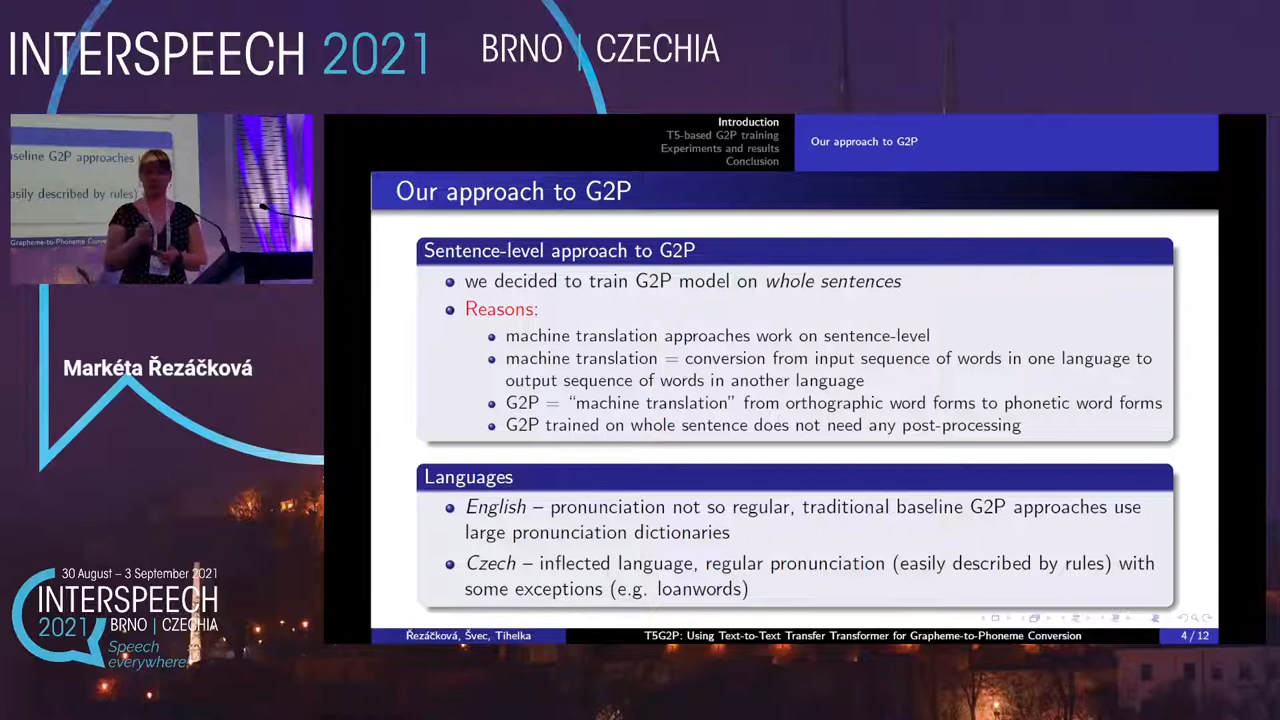 INTERSPEECH 2021 BRNO | CZECHIA
Introduction
T5-based G2P training
Experiments and results
Conclusion
Our approach to G2P
Our approach to G2P
Sentence-level approach to G2P
we decided to train G2P model on whole sentences
Reasons:
machine translation approaches work on sentence-level
machine translation = conversion from input sequence of words in one language to
output sequence of words in another language
G2P = “machine translation” from orthographic word forms to phonetic word forms
G2P trained on whole sentence does not need any post-processing
Languages
English – pronunciation not so regular, traditional baseline G2P approaches use
large pronunciation dictionaries
Czech – inflected language, regular pronunciation (easily described by rules) with
some exceptions (e.g. loanwords)
Řezáčková, Švec, Tihelka
T5G2P: Using Text-to-Text Transfer Transformer for Grapheme-to-Phoneme Conversion
4 / 12
seline G2P approaches
asily described by rules)
Grapheme-to-Phoneme Conve
Markéta Řezáčková
30 August – 3 September 2021
INTERSPEECH
2021 BRNO | CZECHIA
Speech
everywhere!